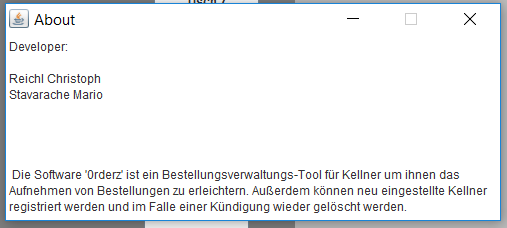 About
Developer:
Reichl Christoph
Stavarache Mario
Die Software '0rderz' ist ein Bestellungsverwaltungs-Tool für Kellner um ihnen das
Aufnehmen von Bestellungen zu erleichtern. Außerdem können neu eingestellte Kellner
registriert werden und im Falle einer Kündigung wieder gelöscht werden.